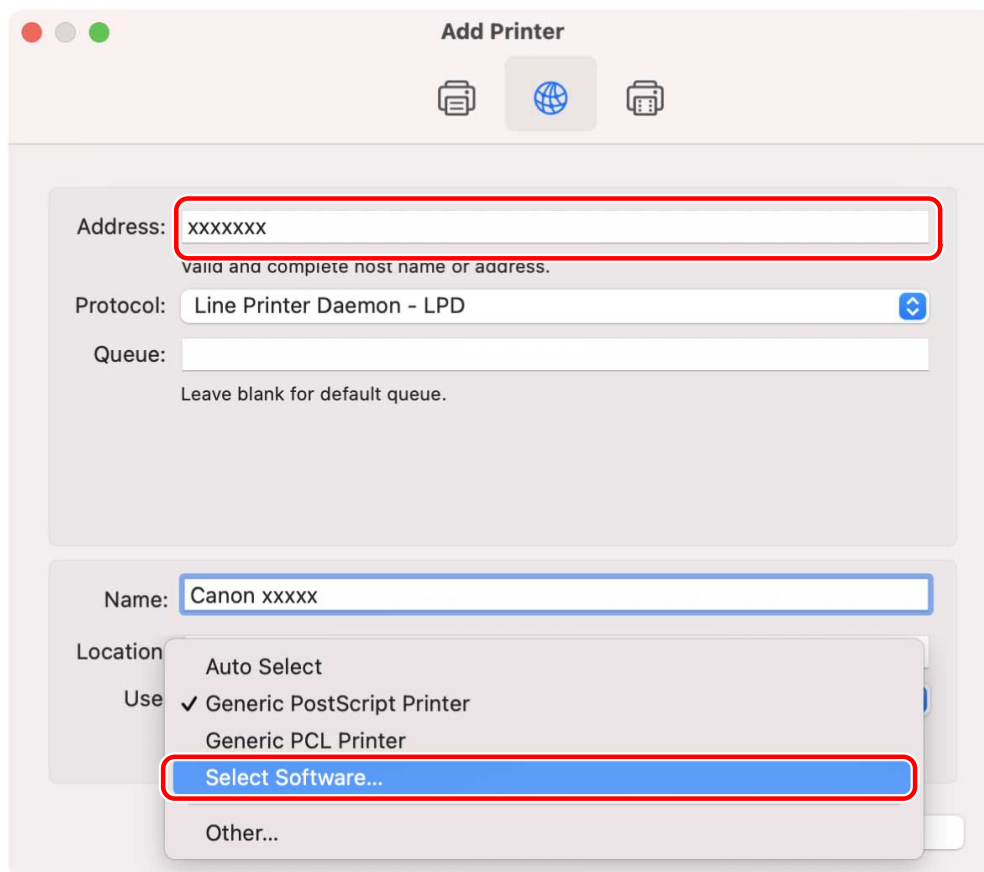 Add Printer
Address: xxxxxxx
Valid and complete host name or address.
Protocol: Line Printer Daemon - LPD
Queue:
Leave blank for default queue.
Name: Canon xxxxx
Location
Auto Select
Use ✓ Generic PostScript Printer
Generic PCL Printer
Select Software...
Other...